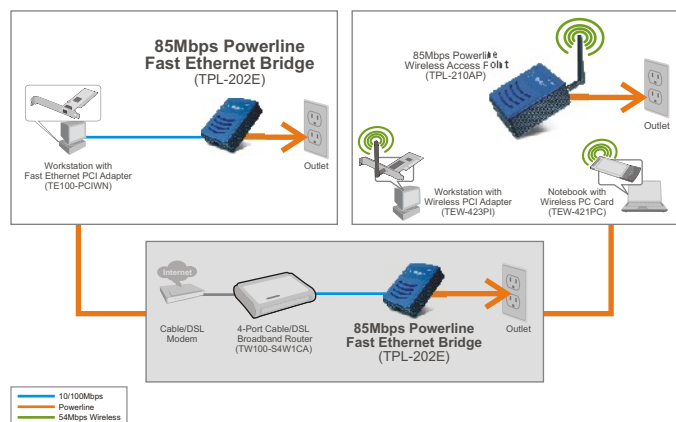 85Mbps Powerline
Fast Ethernet Bridge
(TPL-202E)
Workstation with
Fast Ethernet PCI Adapter
(TE100-PCIWN)
Outlet
85Mbps Powerline
Wireless Access Point
(TPL-210AP)
Outlet
Workstation with
Wireless PCI Adapter
(TEW-423PI)
Notebook with
Wireless PC Card
(TEW-421PC)
Internet
Cable/DSL
Modem
4-Port Cable/DSL
Broadband Router
(TW100-S4W1CA)
85Mbps Powerline
Fast Ethernet Bridge
(TPL-202E)
Outlet
10/100Mbps
Powerline
54Mbps Wireless